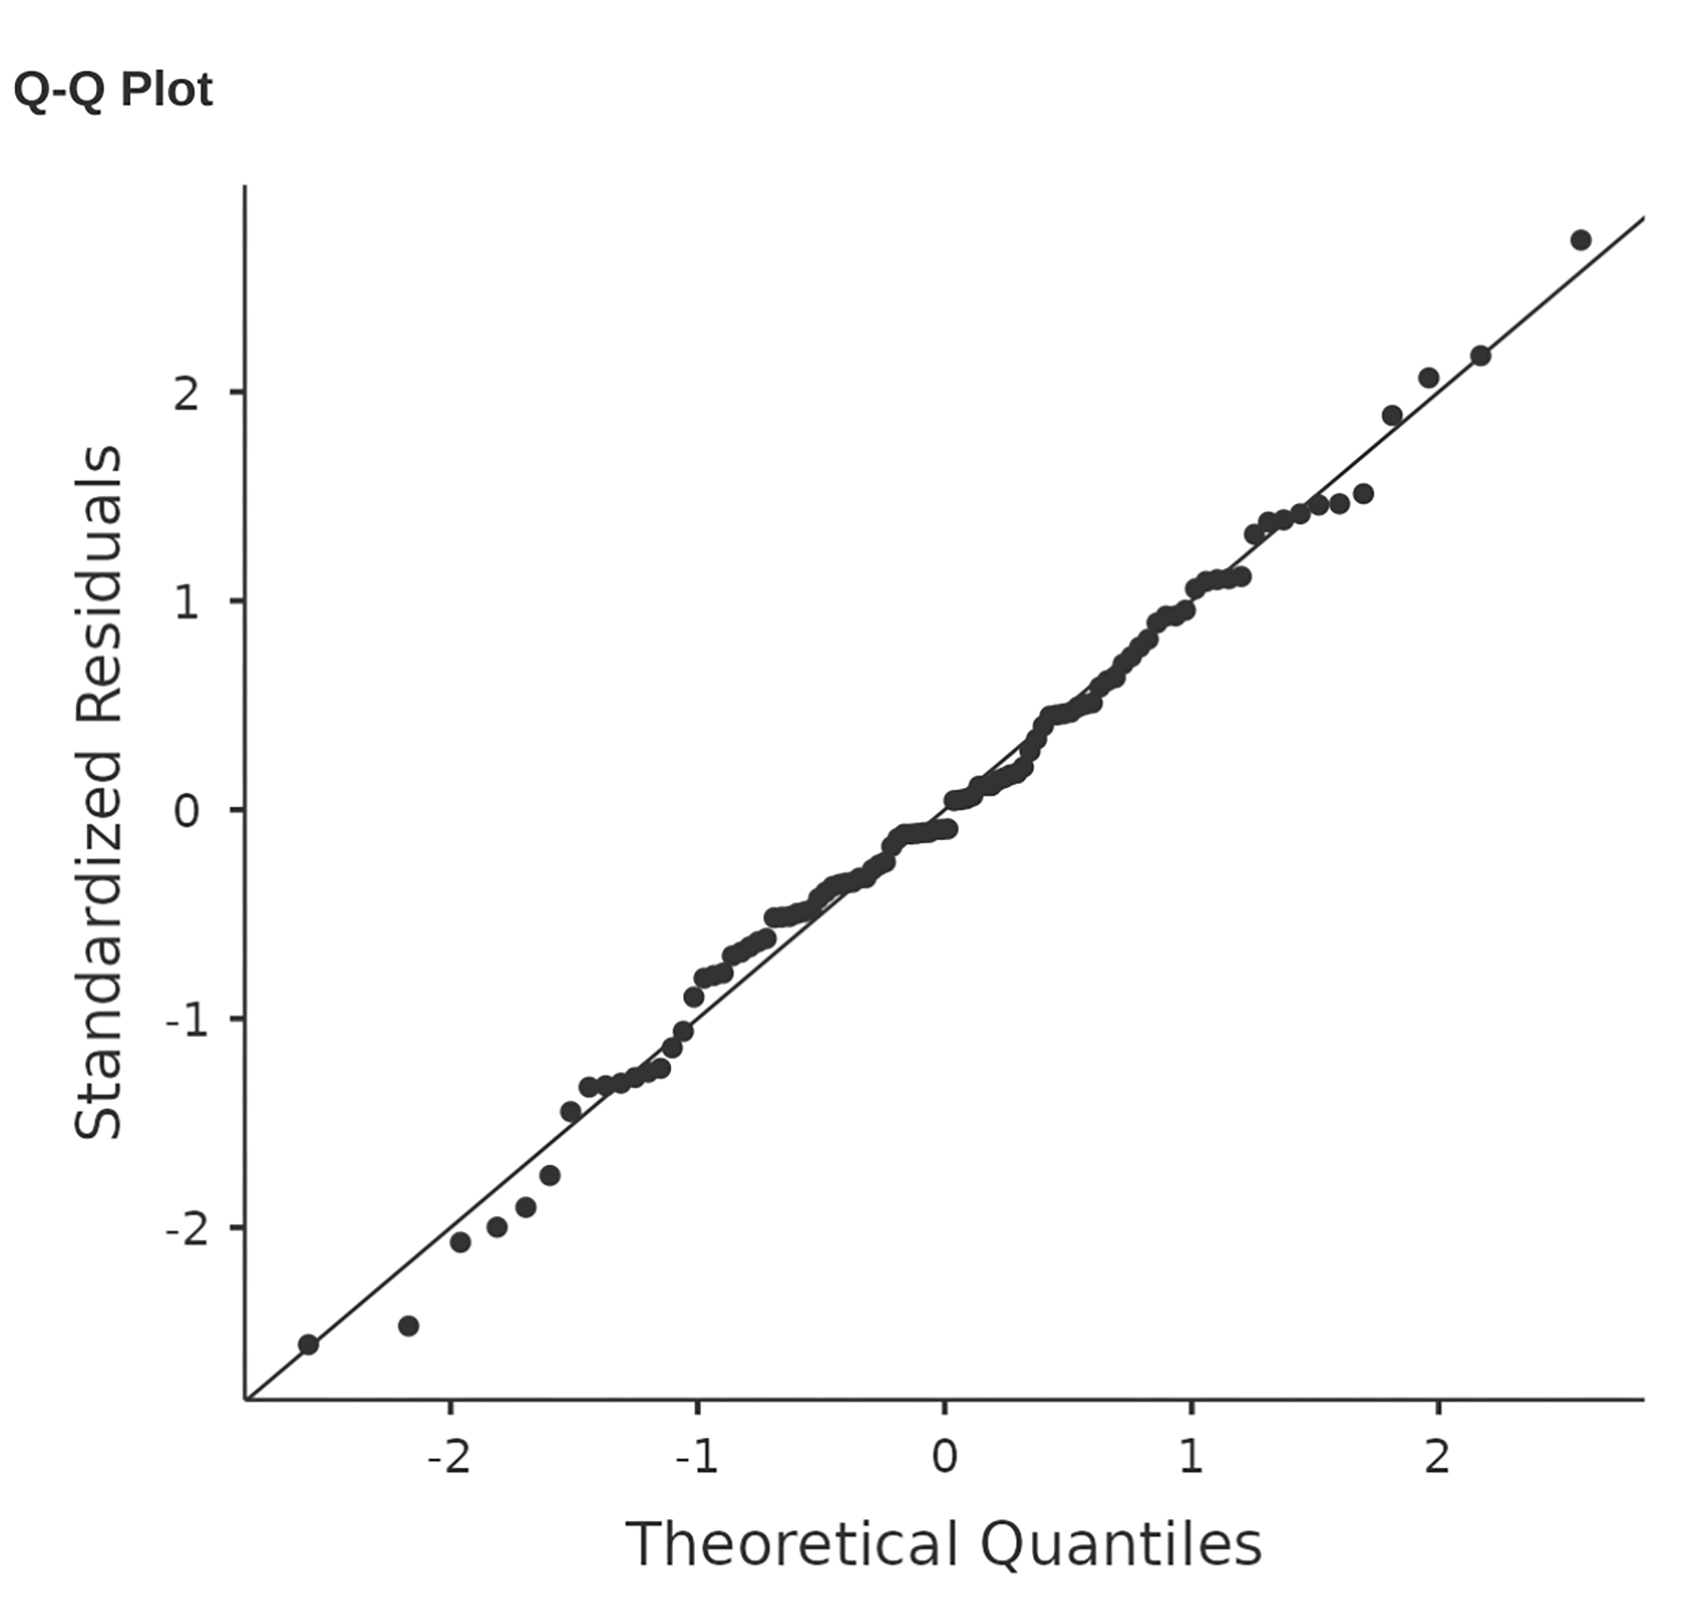 Q-Q Plot
2
1
0
-1
-2
Standardized Residuals
-2 -1 0 1 2
Theoretical Quantiles